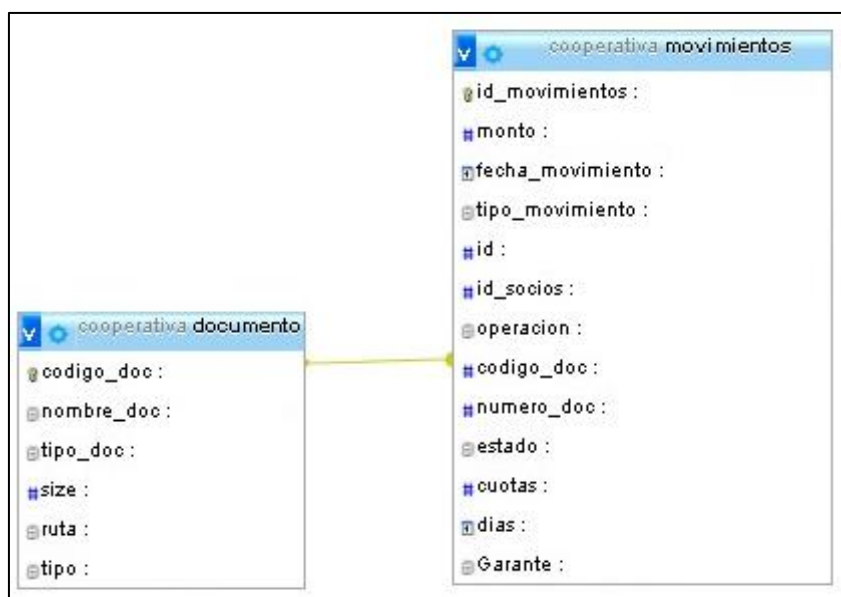 cooperativa movimientos
id_movimientos :
monto :
fecha_movimiento :
tipo_movimiento :
id :
id_socios :
operacion :
codigo_doc :
numero_doc :
estado :
cuotas :
dias :
Garante :
v cooperativa documento
codigo_doc :
nombre_doc :
tipo_doc :
size :
ruta :
tipo :